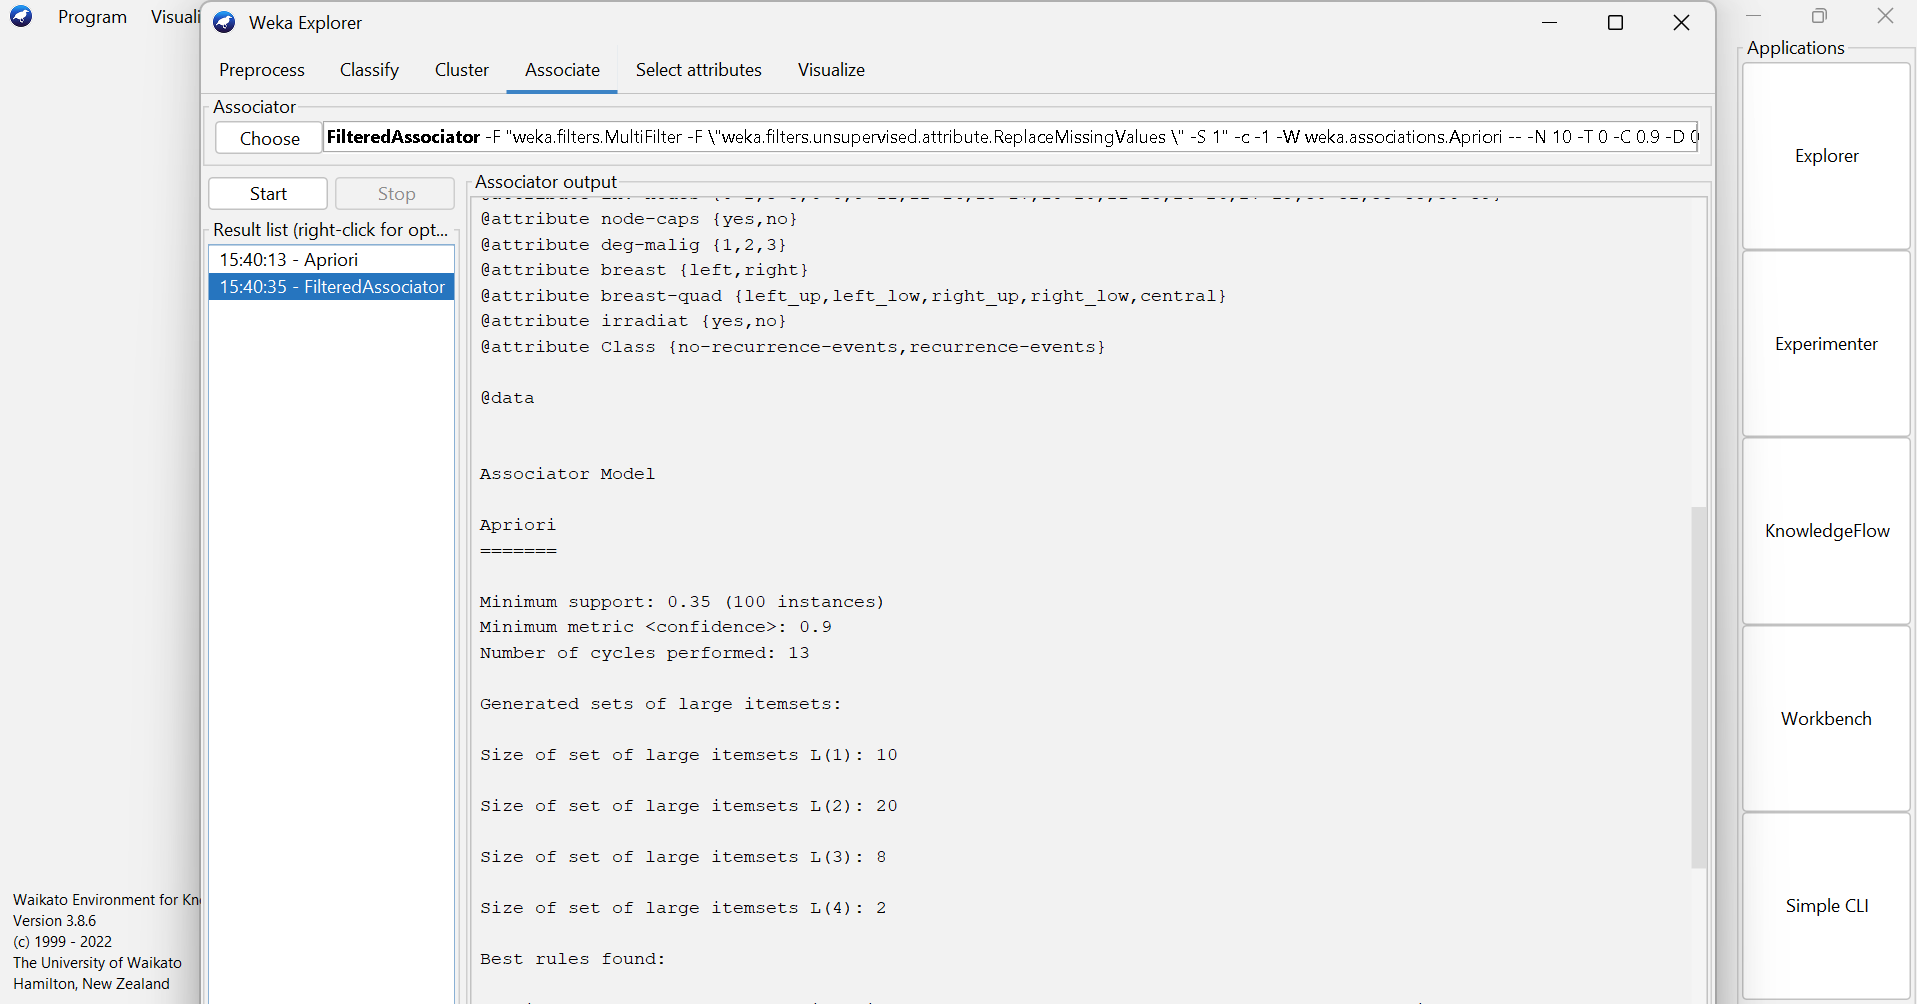 Program Visuali
Weka Explorer
Preprocess Classify Cluster Associate Select attributes Visualize
Associator
Choose FilteredAssociator -F "weka.filters.MultiFilter -F \"weka.filters.unsupervised.attribute.ReplaceMissingValues \" -S 1" -c -1 -W weka.associations.Apriori -- -N 10 -T 0 -C 0.9 -D 0
Start Stop
Result list (right-click for opt...
15:40:13 - Apriori
15:40:35 - FilteredAssociator
Associator output
@attribute node-caps {yes,no}
@attribute deg-malig {1,2,3}
@attribute breast {left,right}
@attribute breast-quad {left_up,left_low,right_up,right_low,central}
@attribute irradiat {yes,no}
@attribute Class {no-recurrence-events,recurrence-events}
@data
Associator Model
Apriori
=======
Minimum support: 0.35 (100 instances)
Minimum metric <confidence>: 0.9
Number of cycles performed: 13
Generated sets of large itemsets:
Size of set of large itemsets L(1): 10
Size of set of large itemsets L(2): 20
Size of set of large itemsets L(3): 8
Size of set of large itemsets L(4): 2
Best rules found:
Applications
Explorer
Experimenter
KnowledgeFlow
Workbench
Simple CLI
Waikato Environment for Kn
Version 3.8.6
(c) 1999 - 2022
The University of Waikato
Hamilton, New Zealand